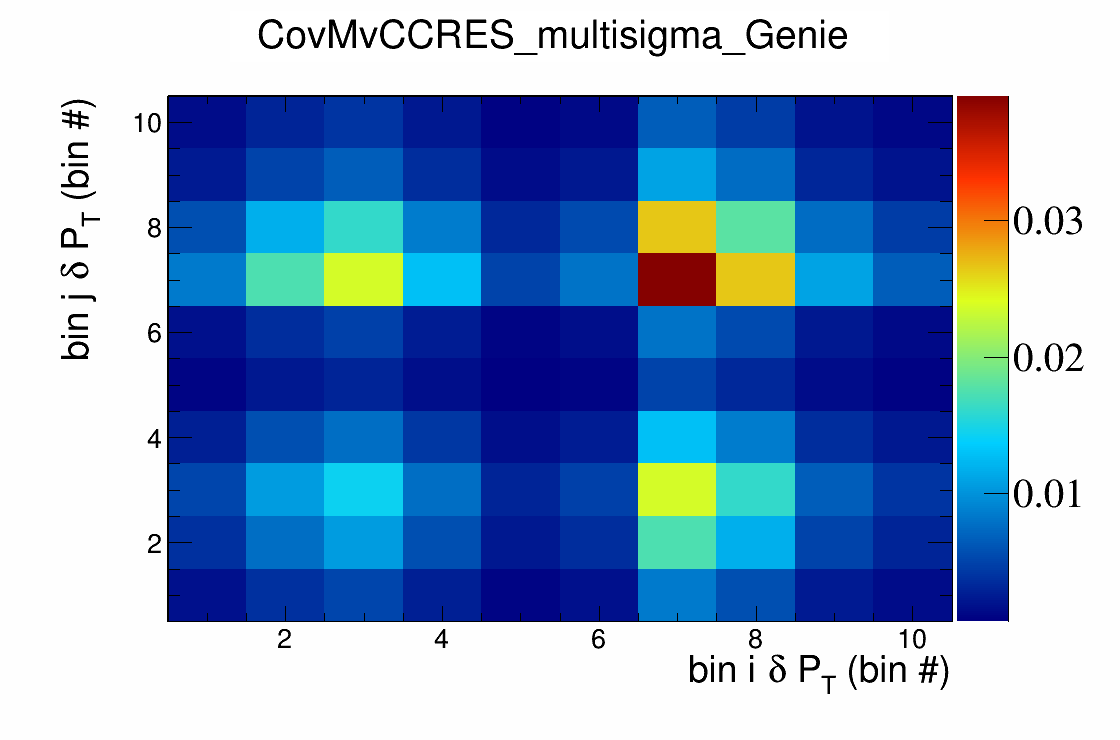 CovMvCCRES_multisigma_Genie
bin j δ P_T (bin #)
10
8
6
4
2
2 4 6 8 10
bin i δ P_T (bin #)
0.03
0.02
0.01